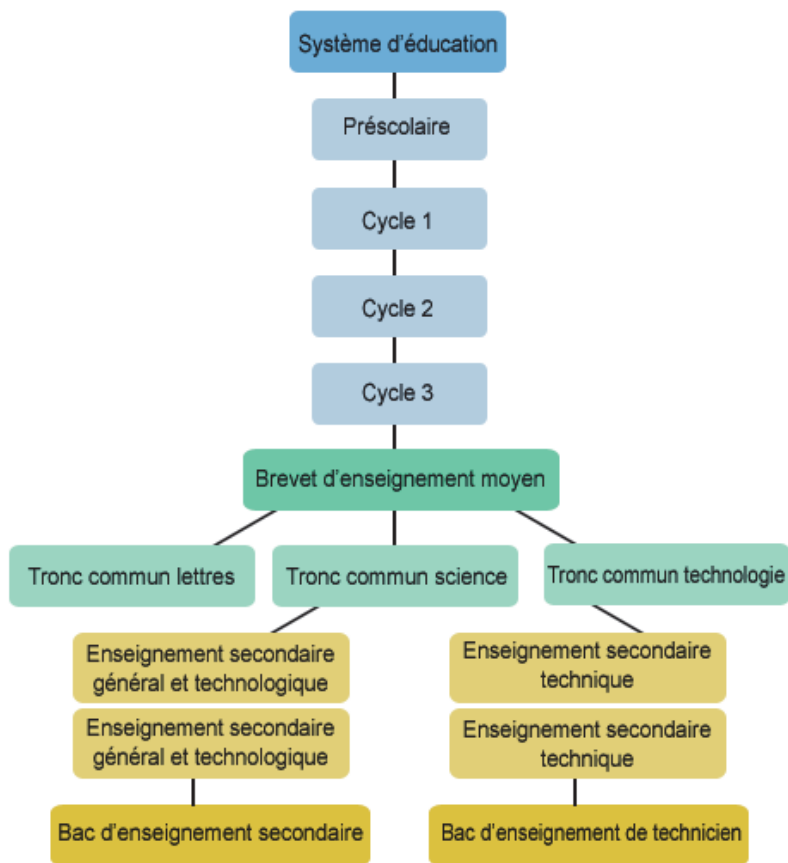 Système d'éducation
Préscolaire
Cycle 1
Cycle 2
Cycle 3
Brevet d'enseignement moyen
Tronc commun lettres
Tronc commun science
Tronc commun technologie
Enseignement secondaire
général et technologique
Enseignement secondaire
technique
Enseignement secondaire
général et technologique
Enseignement secondaire
technique
Bac d'enseignement secondaire
Bac d'enseignement de technicien